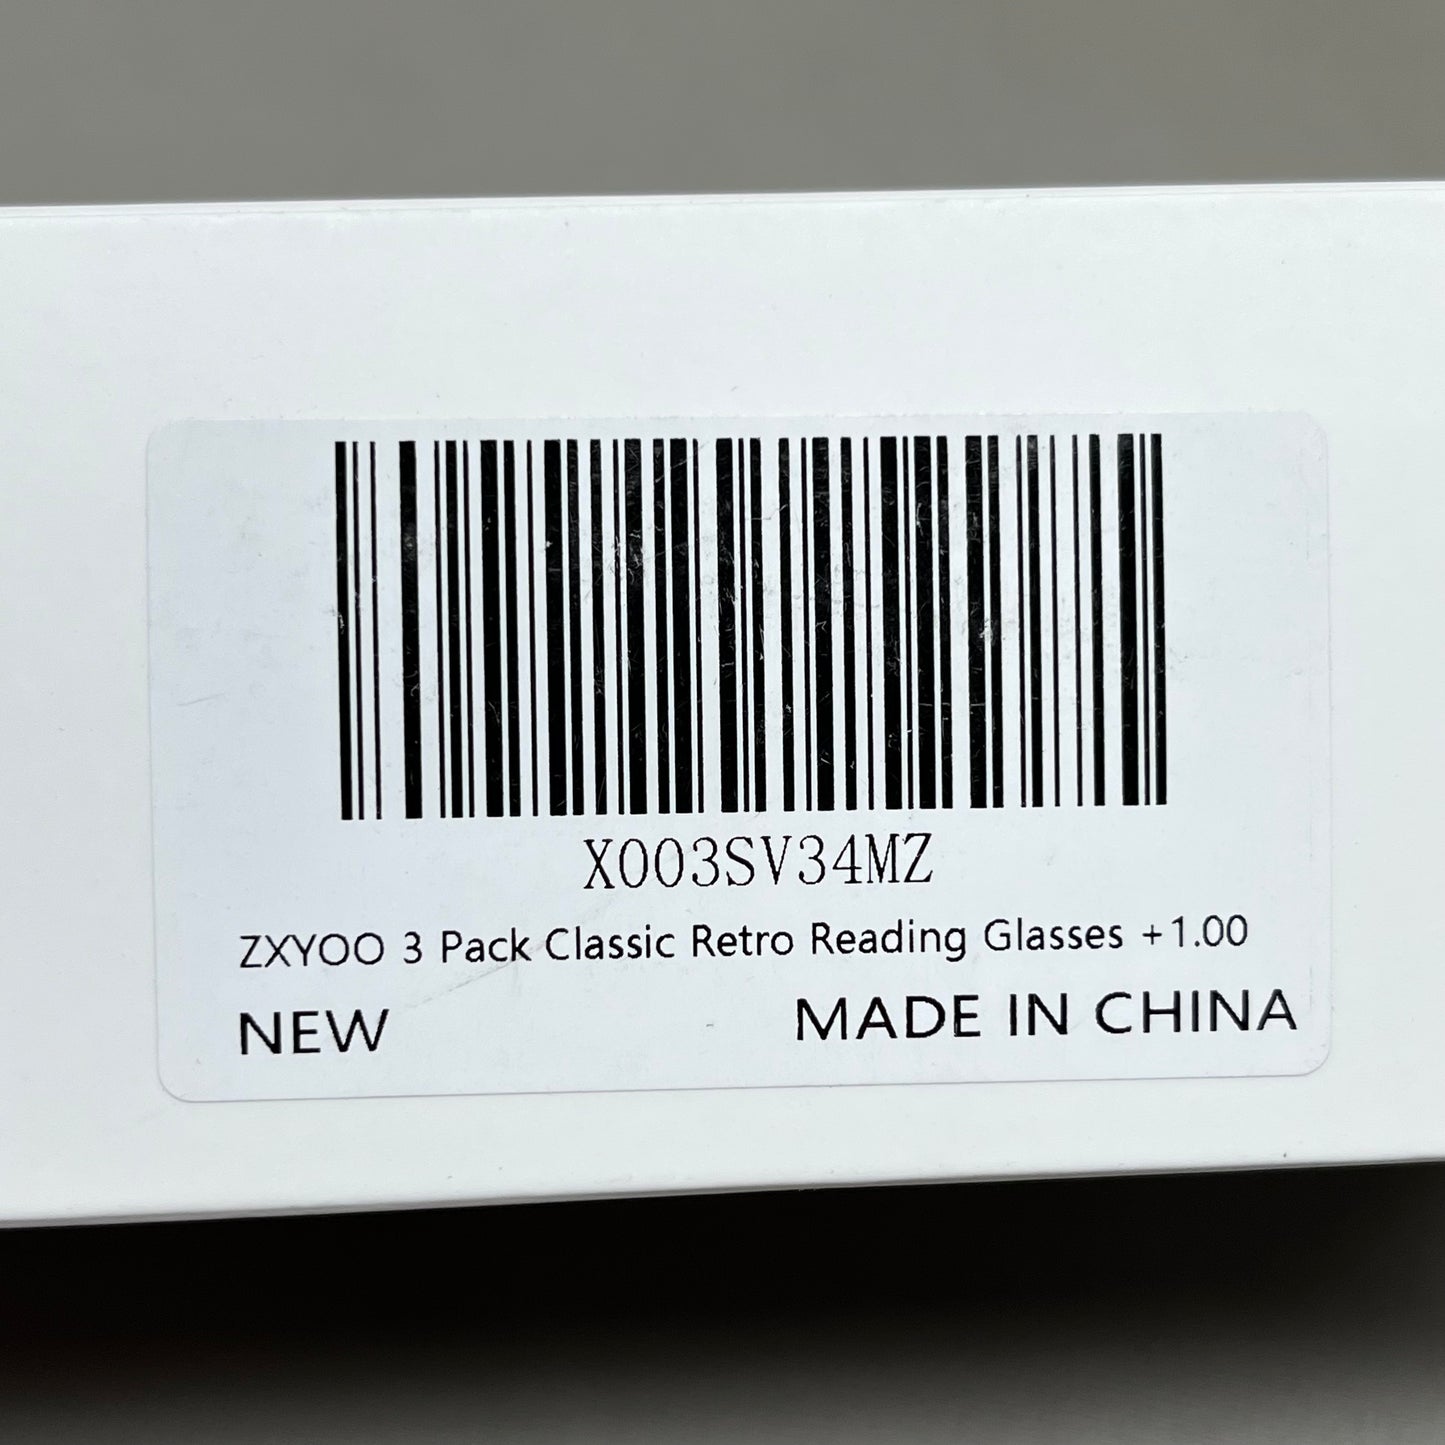 X003SV34MZ
ZXYOO 3 Pack Classic Retro Reading Glasses +1.00
NEW MADE IN CHINA